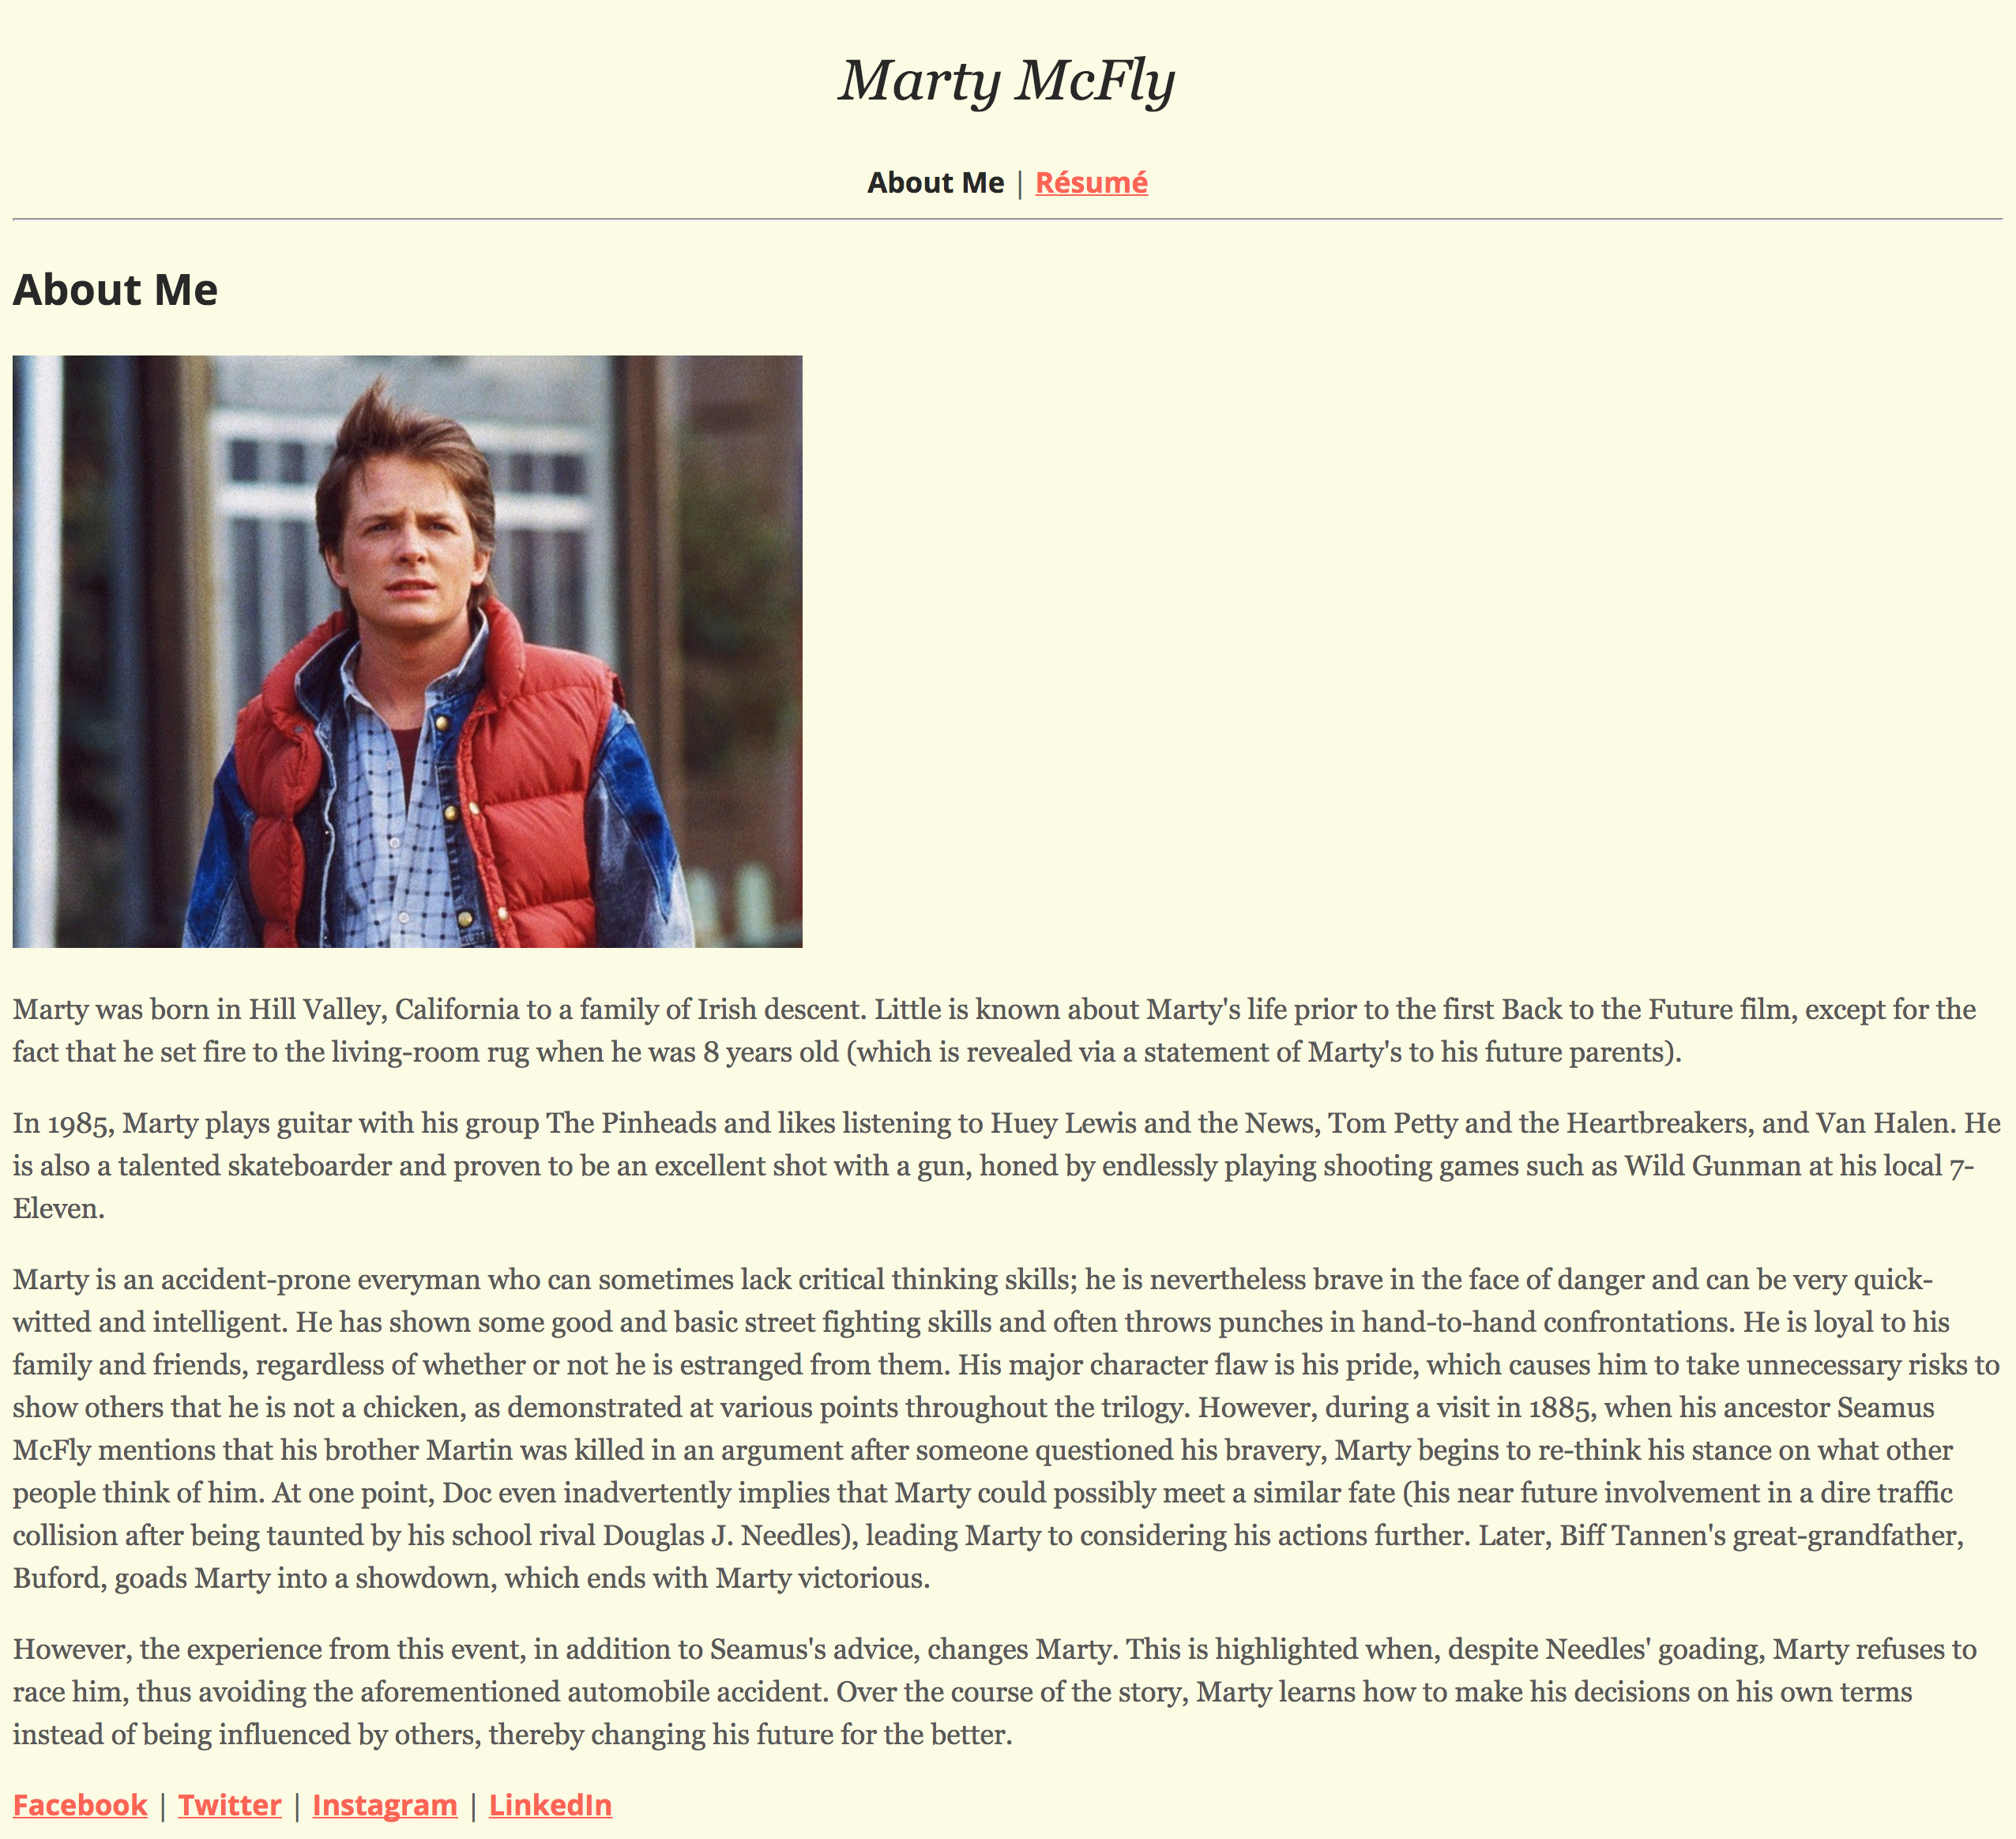 Marty McFly
About Me | Résumé
About Me
Marty was born in Hill Valley, California to a family of Irish descent. Little is known about Marty's life prior to the first Back to the Future film, except for the
fact that he set fire to the living-room rug when he was 8 years old (which is revealed via a statement of Marty's to his future parents).
In 1985, Marty plays guitar with his group The Pinheads and likes listening to Huey Lewis and the News, Tom Petty and the Heartbreakers, and Van Halen. He
is also a talented skateboarder and proven to be an excellent shot with a gun, honed by endlessly playing shooting games such as Wild Gunman at his local 7-
Eleven.
Marty is an accident-prone everyman who can sometimes lack critical thinking skills; he is nevertheless brave in the face of danger and can be very quick-
witted and intelligent. He has shown some good and basic street fighting skills and often throws punches in hand-to-hand confrontations. He is loyal to his
family and friends, regardless of whether or not he is estranged from them. His major character flaw is his pride, which causes him to take unnecessary risks to
show others that he is not a chicken, as demonstrated at various points throughout the trilogy. However, during a visit in 1885, when his ancestor Seamus
McFly mentions that his brother Martin was killed in an argument after someone questioned his bravery, Marty begins to re-think his stance on what other
people think of him. At one point, Doc even inadvertently implies that Marty could possibly meet a similar fate (his near future involvement in a dire traffic
collision after being taunted by his school rival Douglas J. Needles), leading Marty to considering his actions further. Later, Biff Tannen's great-grandfather,
Buford, goads Marty into a showdown, which ends with Marty victorious.
However, the experience from this event, in addition to Seamus's advice, changes Marty. This is highlighted when, despite Needles' goading, Marty refuses to
race him, thus avoiding the aforementioned automobile accident. Over the course of the story, Marty learns how to make his decisions on his own terms
instead of being influenced by others, thereby changing his future for the better.
Facebook | Twitter | Instagram | LinkedIn